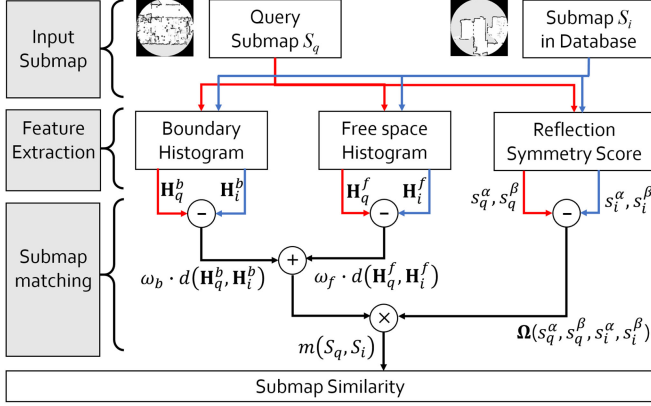 Input
Submap
Query
Submap S_q
Submap S_i
in Database
Feature
Extraction
Boundary
Histogram
Free space
Histogram
Reflection
Symmetry Score
H_q^b H_i^b H_q^f H_i^f s_q^α, s_q^β s_i^α, s_i^β
- - -
Submap
matching
+
ω_b · d(H_q^b, H_i^b) ω_f · d(H_q^f, H_i^f)
×
m(S_q, S_i) Ω(s_q^α, s_q^β, s_i^α, s_i^β)
Submap Similarity